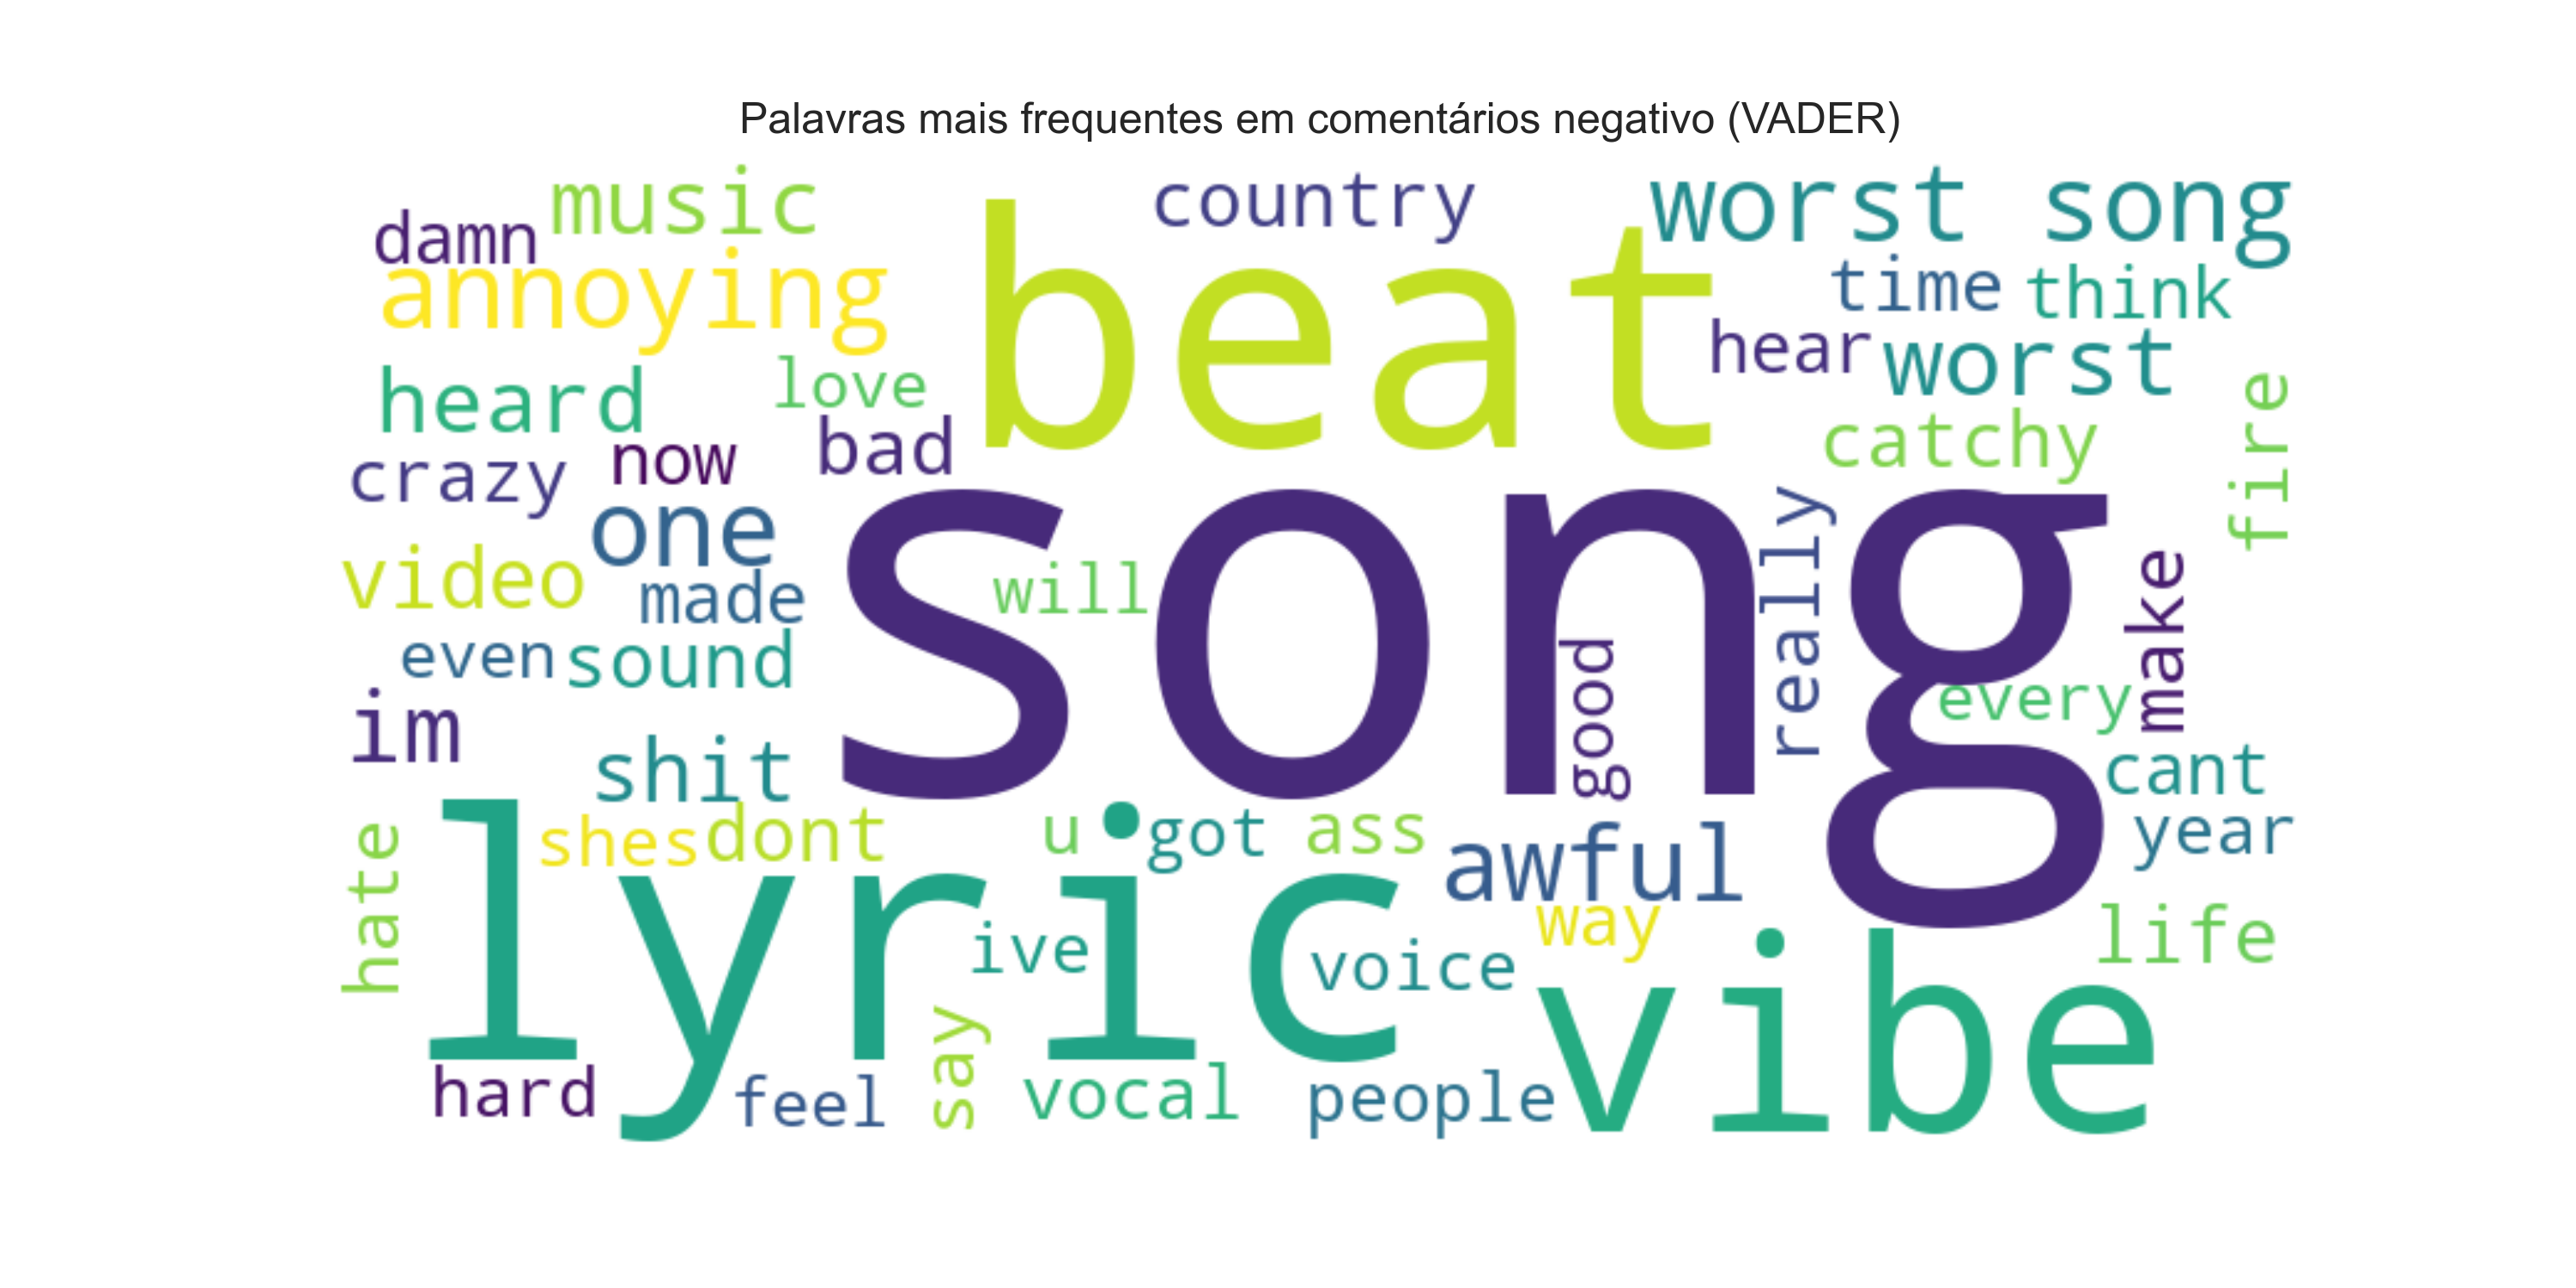 Palavras mais frequentes em comentários negativo (VADER)
music
country
worst song
damn
annoying
beat
time
think
hear
worst
heard
love
bad
catchy
fire
crazy
now
one
song
really
video
made
will
make
even
sound
good
every
im
shit
cant
hate
shes
dont
u
got
ass
awful
year
lyric
ive
voice
way
life
vibe
hard
feel
say
vocal
people